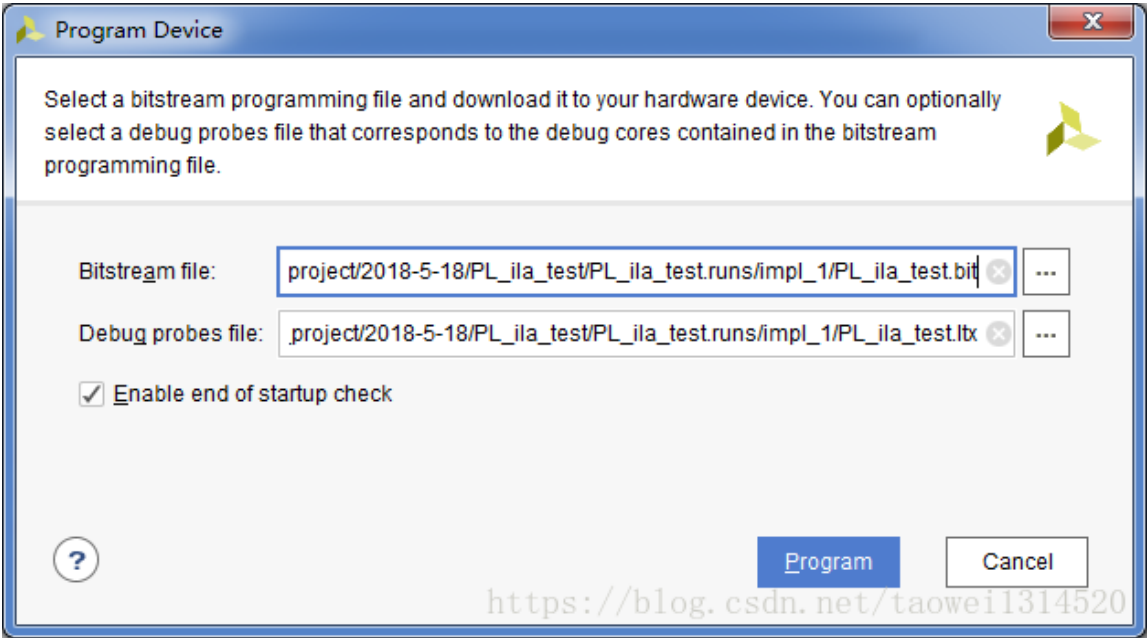 Program Device
Select a bitstream programming file and download it to your hardware device. You can optionally
select a debug probes file that corresponds to the debug cores contained in the bitstream
programming file.
Bitstream file: project/2018-5-18/PL_ila_test/PL_ila_test.runs/impl_1/PL_ila_test.bit ...
Debug probes file: project/2018-5-18/PL_ila_test/PL_ila_test.runs/impl_1/PL_ila_test.ltx ...
Enable end of startup check
? Program Cancel
https://blog.csdn.net/taowei1314520